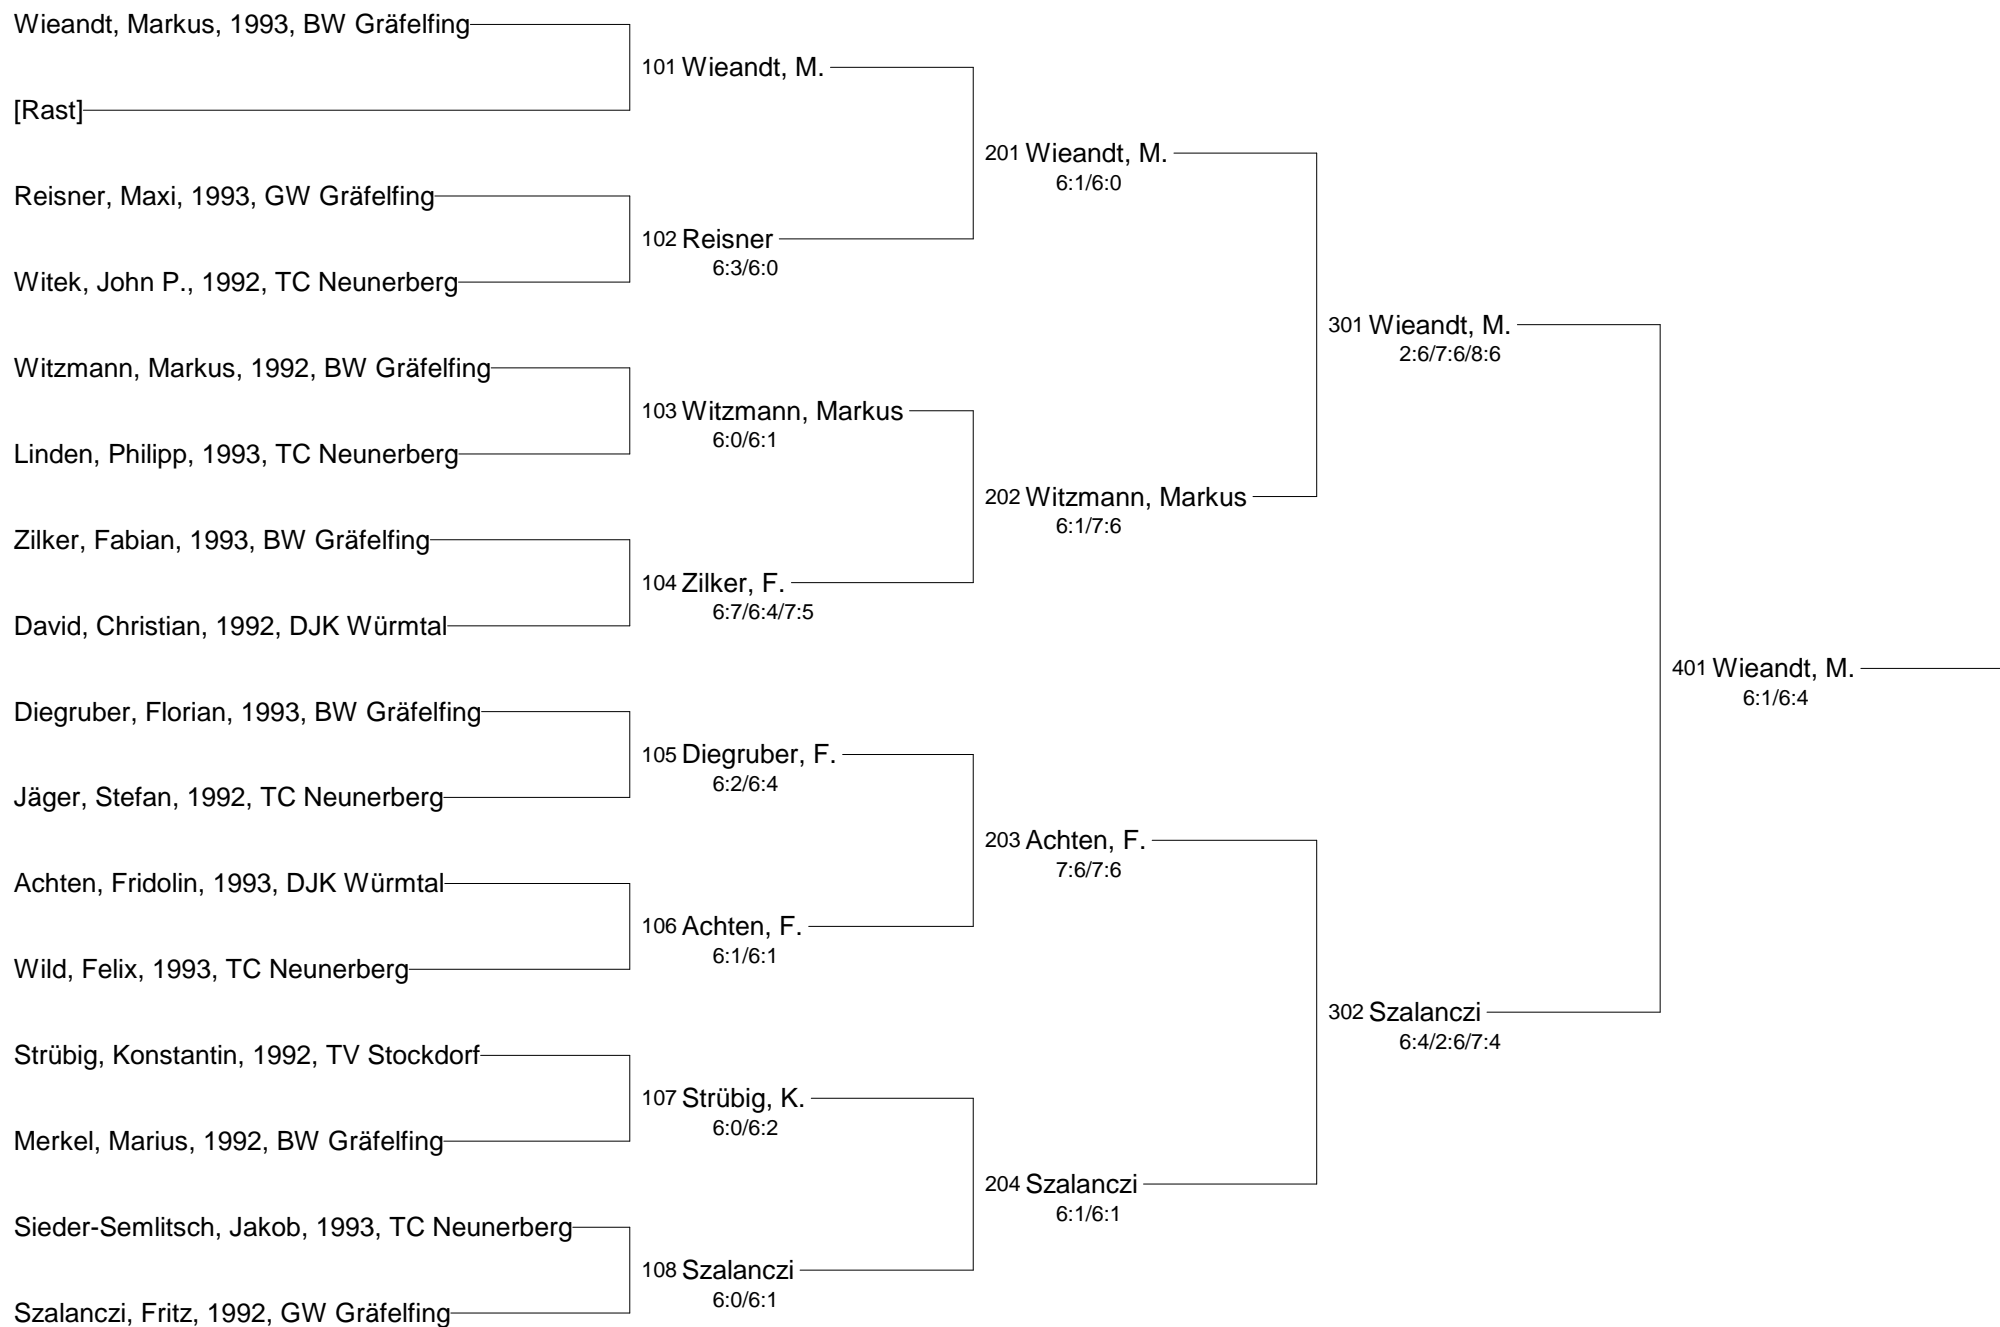 Wieandt, Markus, 1993, BW Gräfelfing
[Rast]
Reisner, Maxi, 1993, GW Gräfelfing
Witek, John P., 1992, TC Neunerberg
Witzmann, Markus, 1992, BW Gräfelfing
Linden, Philipp, 1993, TC Neunerberg
Zilker, Fabian, 1993, BW Gräfelfing
David, Christian, 1992, DJK Würmtal
Diegruber, Florian, 1993, BW Gräfelfing
Jäger, Stefan, 1992, TC Neunerberg
Achten, Fridolin, 1993, DJK Würmtal
Wild, Felix, 1993, TC Neunerberg
Strübig, Konstantin, 1992, TV Stockdorf
Merkel, Marius, 1992, BW Gräfelfing
Sieder-Semlitsch, Jakob, 1993, TC Neunerberg
Szalanczi, Fritz, 1992, GW Gräfelfing
101 Wieandt, M.
102 Reisner
6:3/6:0
103 Witzmann, Markus
6:0/6:1
104 Zilker, F.
6:7/6:4/7:5
105 Diegruber, F.
6:2/6:4
106 Achten, F.
6:1/6:1
107 Strübig, K.
6:0/6:2
108 Szalanczi
6:0/6:1
201 Wieandt, M.
6:1/6:0
202 Witzmann, Markus
6:1/7:6
203 Achten, F.
7:6/7:6
204 Szalanczi
6:1/6:1
301 Wieandt, M.
2:6/7:6/8:6
302 Szalanczi
6:4/2:6/7:4
401 Wieandt, M.
6:1/6:4